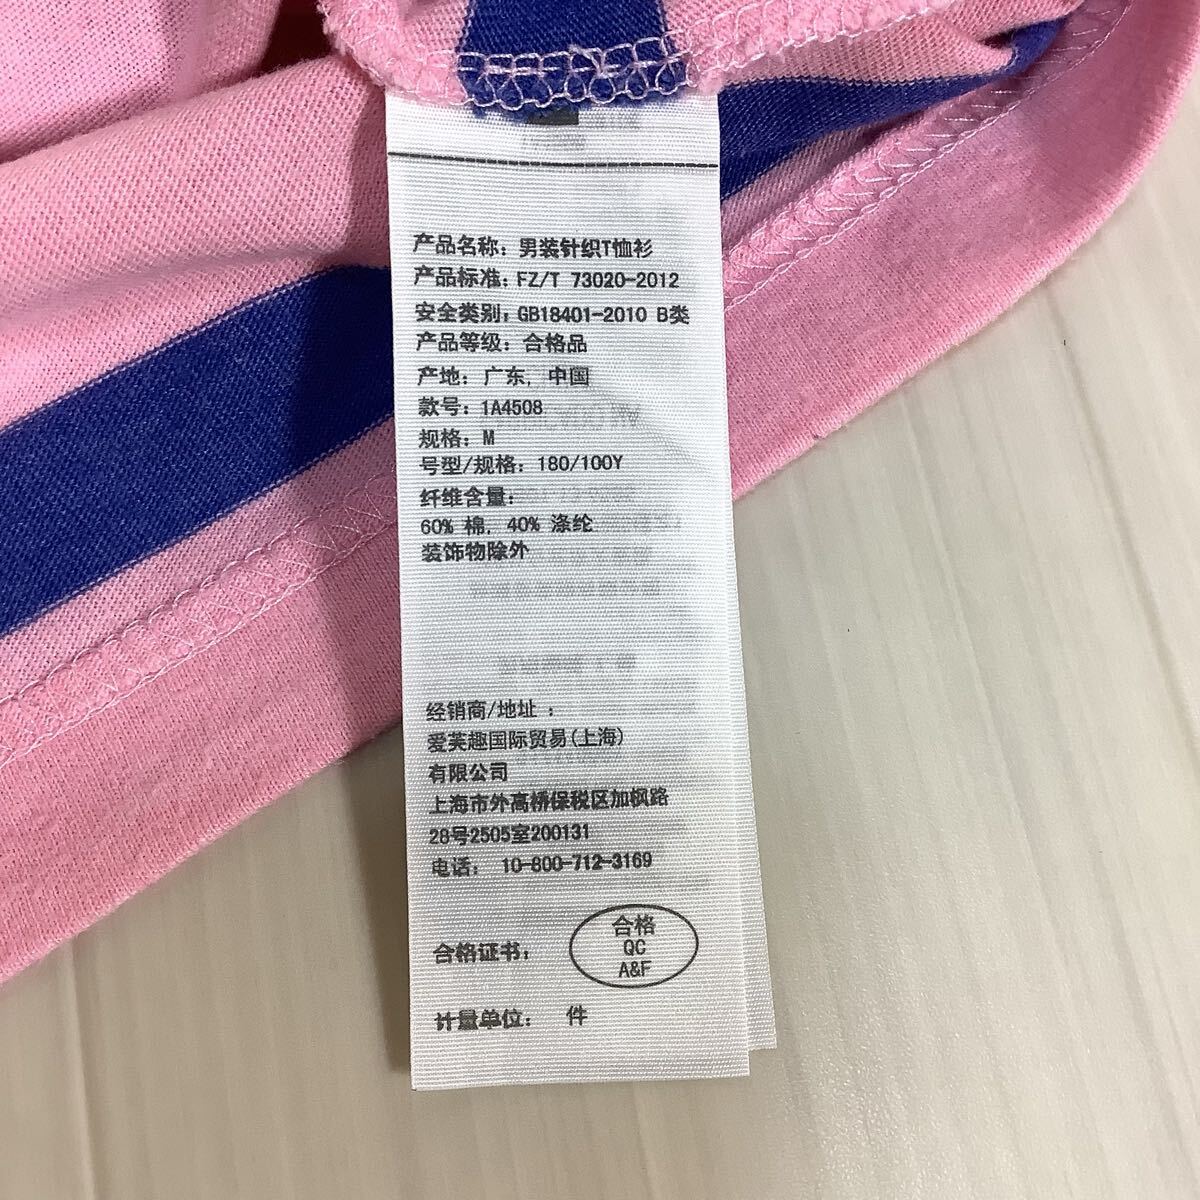 产品名称: 男装针织T恤衫
产品标准: FZ/T 73020-2012
安全类别: GB18401-2010 B类
产品等级: 合格品
产地: 广东, 中国
款号: 1A4508
规格: M
号型/规格: 180/100Y
纤维含量:
60% 棉, 40% 涤纶
装饰物除外
经销商/地址 :
爱芙趣国际贸易(上海)
有限公司
上海市外高桥保税区加枫路
28号2505室200131
电话: 10-800-712-3169
合格证书:
合格
QC
A&F
计量单位: 件